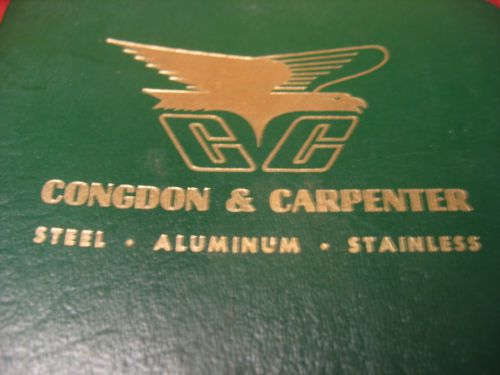 CC
CONGDON & CARPENTER
STEEL · ALUMINUM · STAINLESS